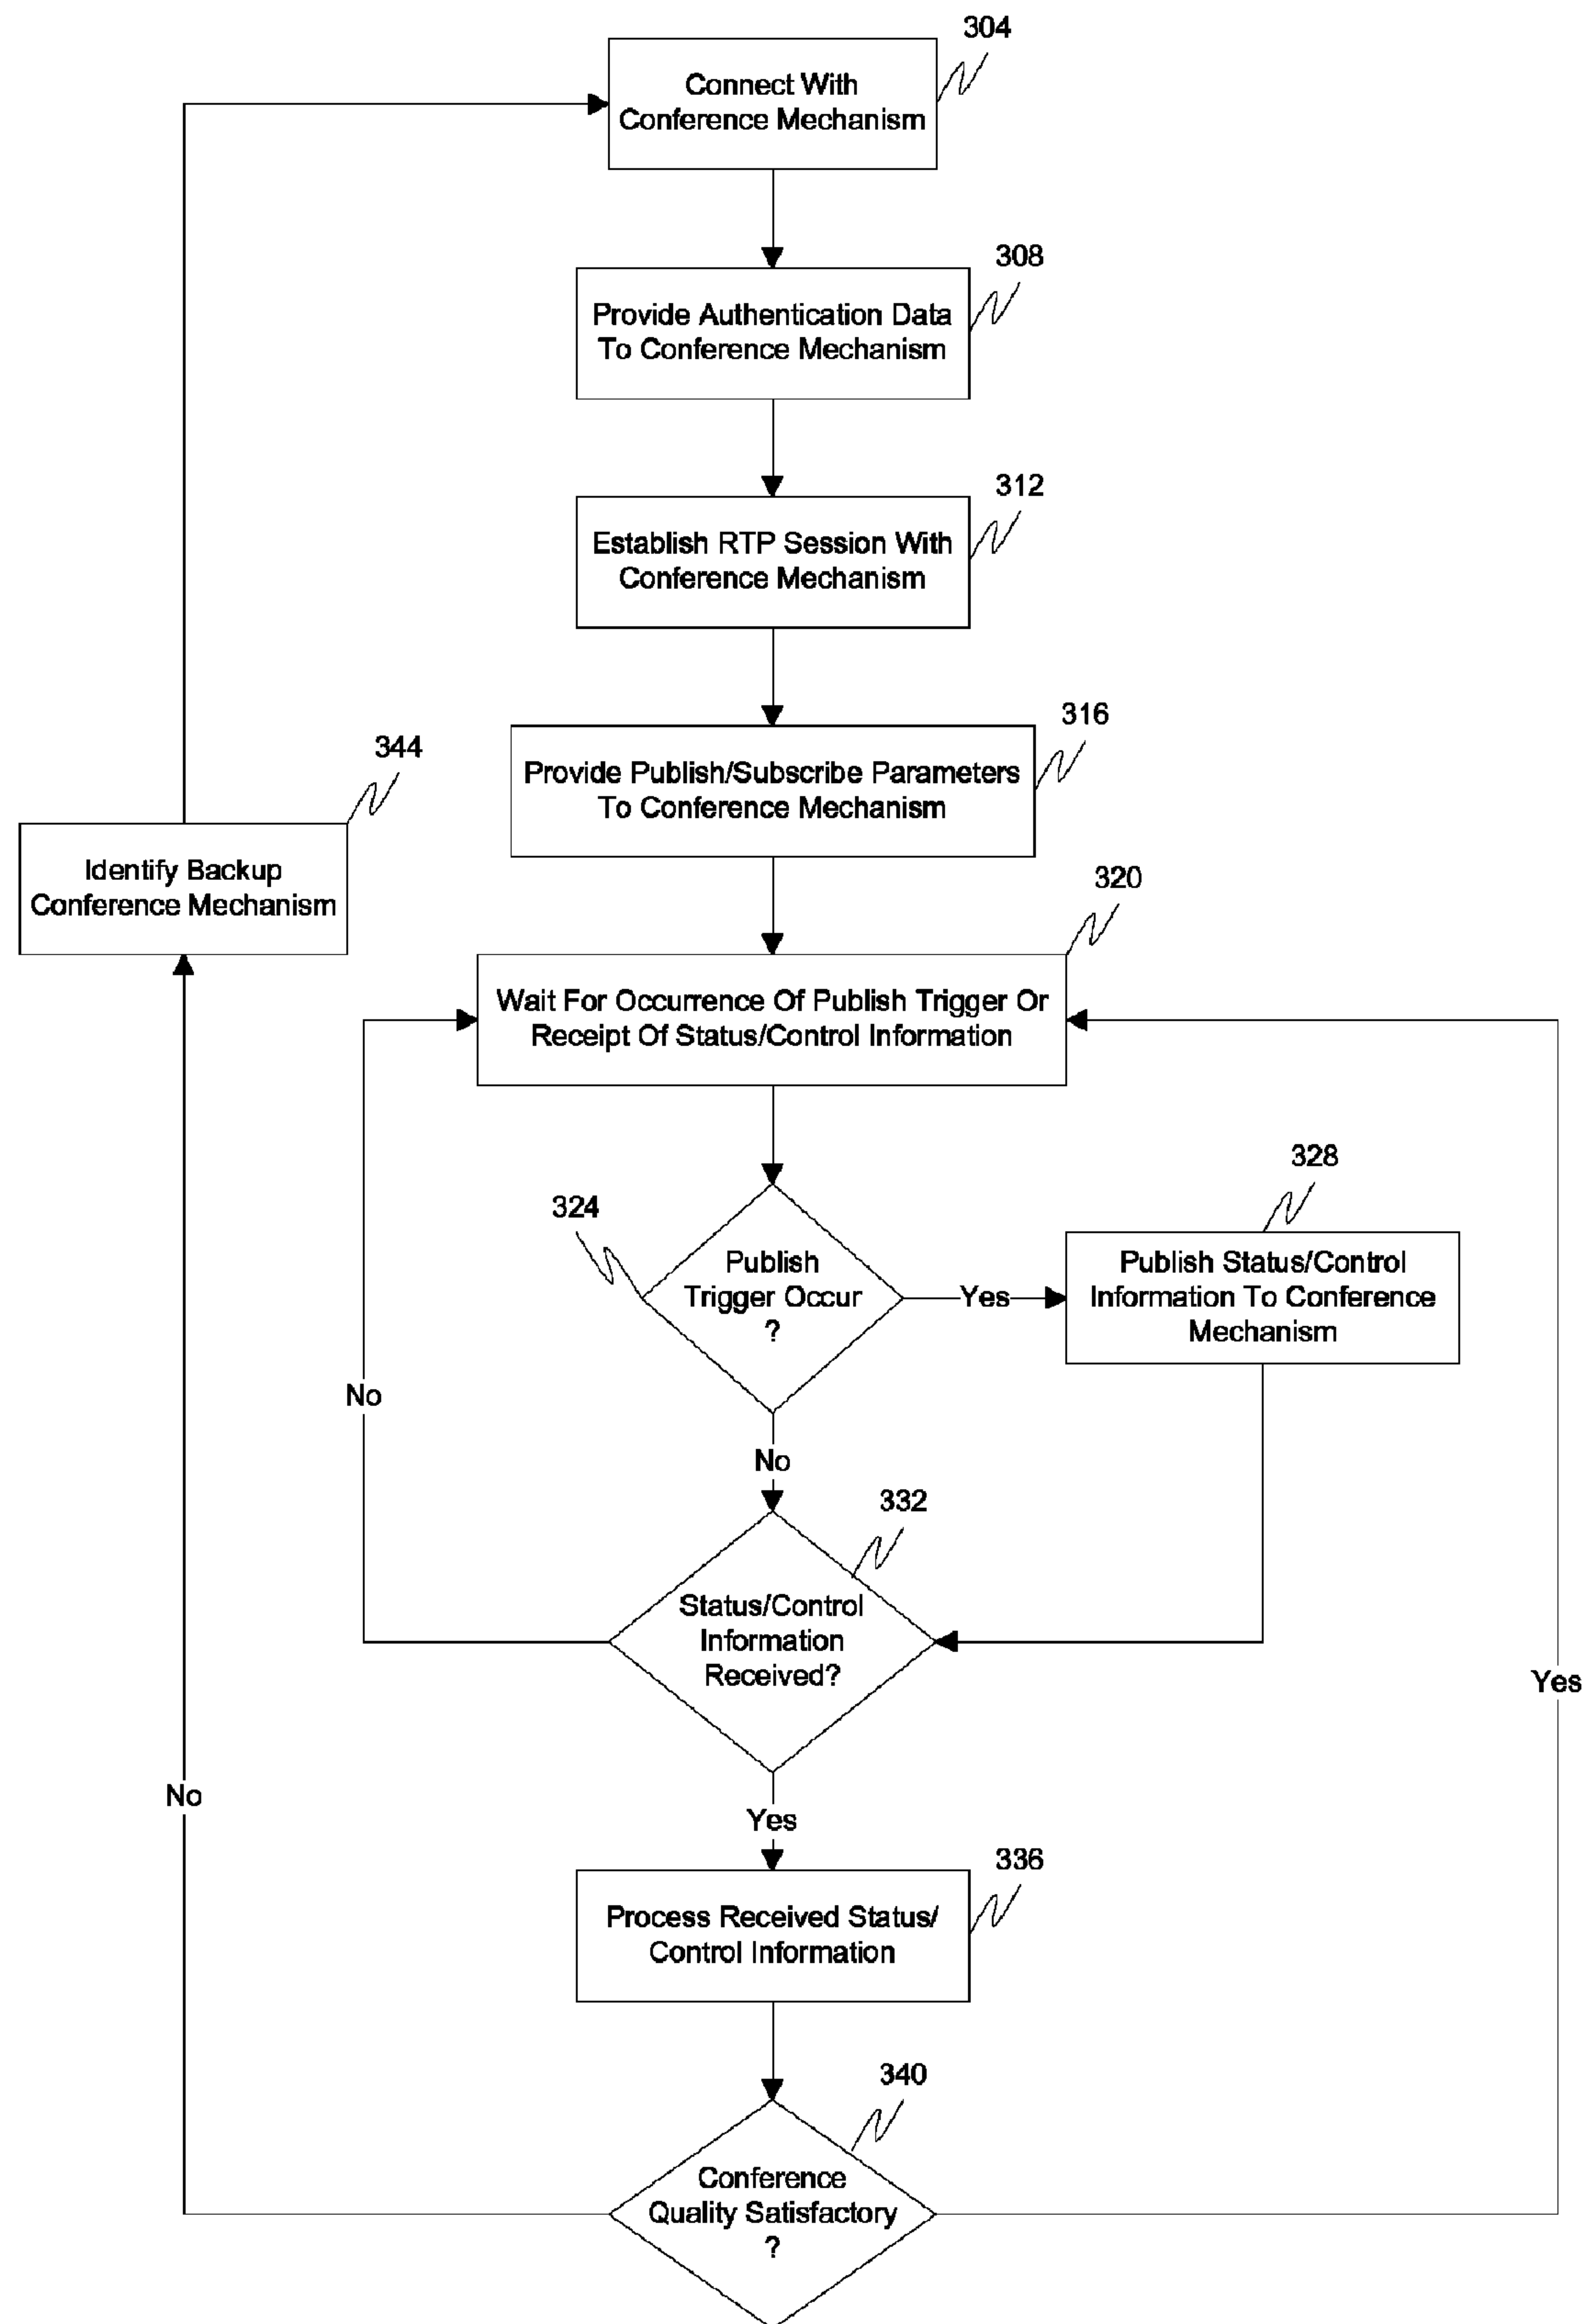 304
Connect With
Conference Mechanism
308
Provide Authentication Data
To Conference Mechanism
312
Establish RTP Session With
Conference Mechanism
316
Provide Publish/Subscribe Parameters
To Conference Mechanism
344
Identify Backup
Conference Mechanism
320
Wait For Occurrence Of Publish Trigger Or
Receipt Of Status/Control Information
324
Publish
Trigger Occur
?
Yes
328
Publish Status/Control
Information To Conference
Mechanism
No
No
332
Status/Control
Information
Received?
Yes
No
Yes
336
Process Received Status/
Control Information
340
Conference
Quality Satisfactory
?